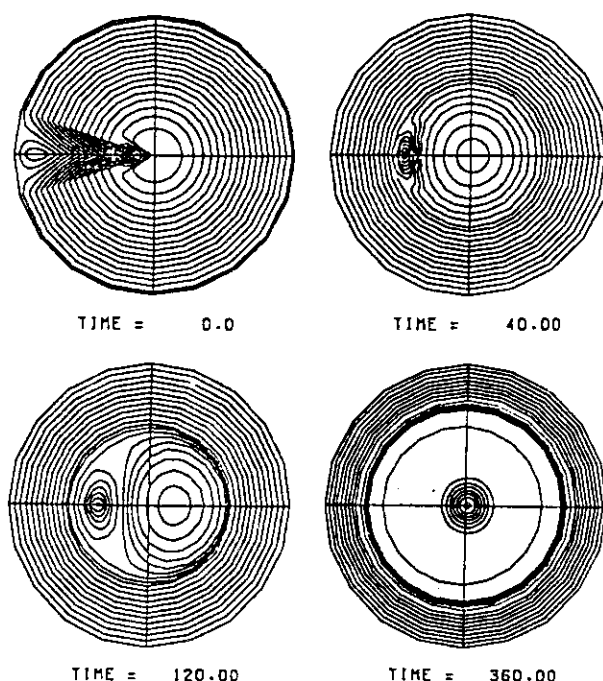 TIME = 0.0
TIME = 40.00
TIME = 120.00
TIME = 360.00